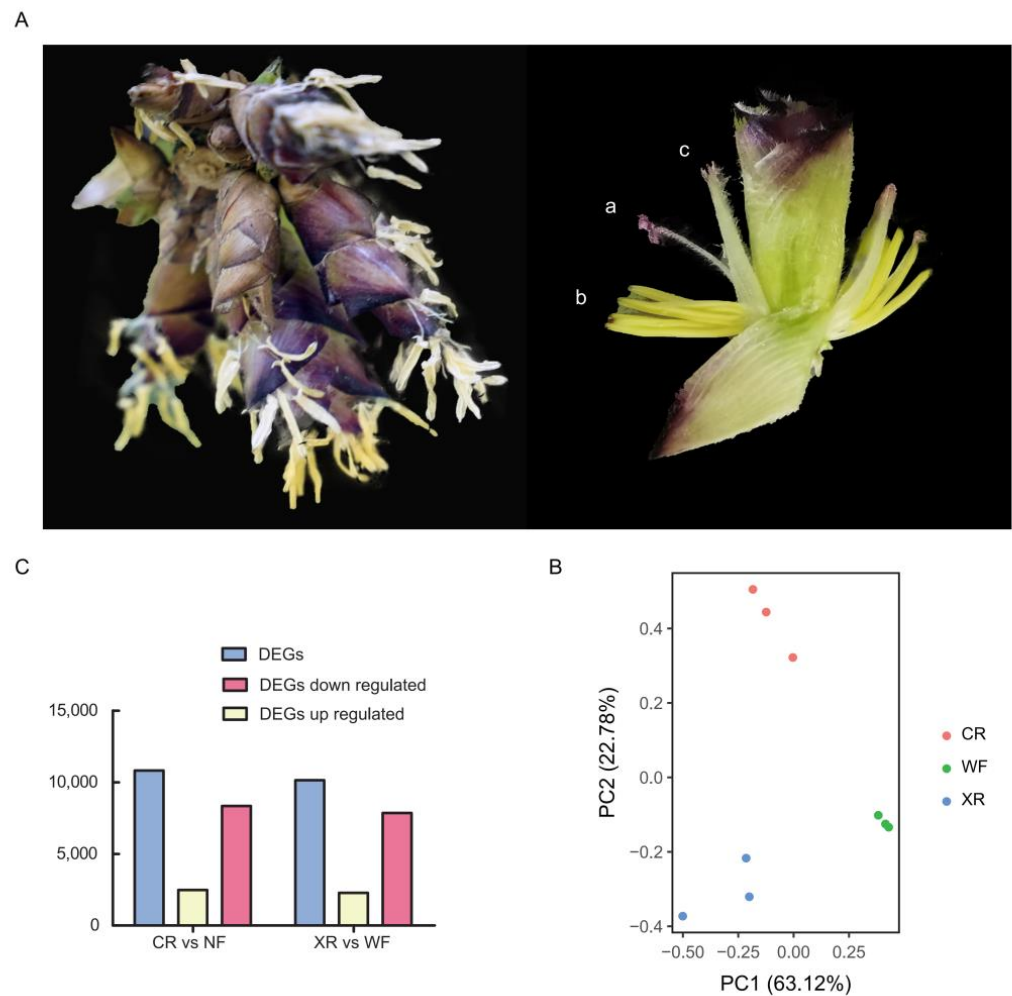 A
c
a
b
C
B
DEGs
DEGs down regulated
DEGs up regulated
15,000
10,000
5,000
0
CR vs NF
XR vs WF
PC2 (22.78%)
0.4
0.2
0.0
−0.2
−0.4
−0.50
−0.25
0.00
0.25
PC1 (63.12%)
CR
WF
XR